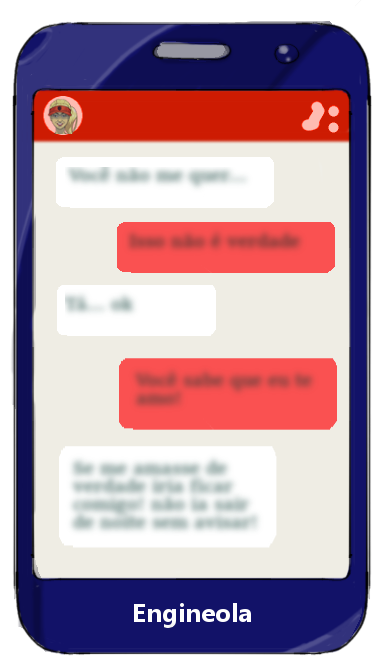 Você não me quer...
Isso não é verdade
Tá... ok
Você sabe que eu te
amo!
Se me amasse de
verdade iria ficar
comigo! não ia sair
de noite sem avisar!
Engineola